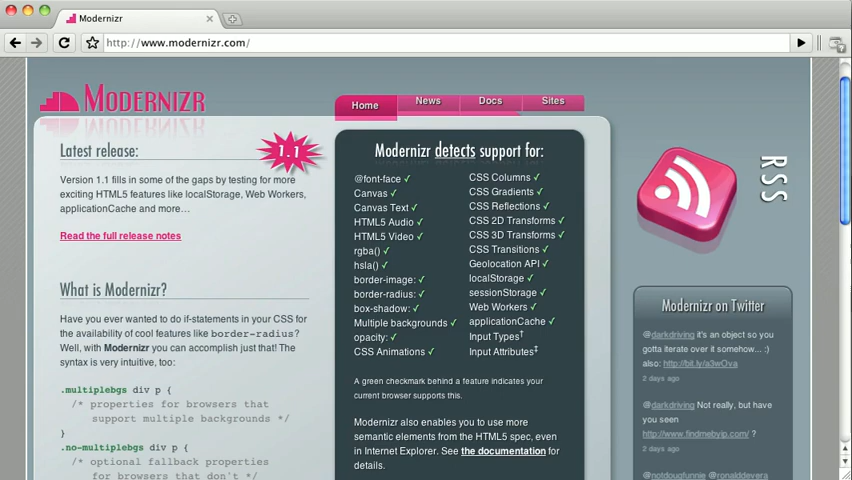 Modernizr
http://www.modernizr.com/
MODERNIZR
Home
News
Docs
Sites
Latest release:
1.1
Version 1.1 fills in some of the gaps by testing for more
exciting HTML5 features like localStorage, Web Workers,
applicationCache and more…
Read the full release notes
What is Modernizr?
Have you ever wanted to do if-statements in your CSS for
the availability of cool features like border-radius?
Well, with Modernizr you can accomplish just that! The
syntax is very intuitive, too:
.multiplebgs div p {
/* properties for browsers that
support multiple backgrounds */
}
.no-multiplebgs div p {
/* optional fallback properties
for browsers that don't */
Modernizr detects support for:
@font-face ✓
Canvas ✓
Canvas Text ✓
HTML5 Audio ✓
HTML5 Video ✓
rgba() ✓
hsla() ✓
border-image: ✓
border-radius: ✓
box-shadow: ✓
Multiple backgrounds ✓
opacity: ✓
CSS Animations ✓
CSS Columns ✓
CSS Gradients ✓
CSS Reflections ✓
CSS 2D Transforms ✓
CSS 3D Transforms ✓
CSS Transitions ✓
Geolocation API ✓
localStorage ✓
sessionStorage ✓
Web Workers ✓
applicationCache ✓
Input Types†
Input Attributes‡
A green checkmark behind a feature indicates your
current browser supports this.
Modernizr also enables you to use more
semantic elements from the HTML5 spec, even
in Internet Explorer. See the documentation for
details.
RSS
Modernizr on Twitter
@darkdriving it's an object so you
gotta iterate over it somehow... :)
also: http://bit.ly/a3wOva
2 days ago
@darkdriving Not really, but have
you seen
http://www.findmebyip.com/ ?
2 days ago
@notdougfunnie @ronalddevera